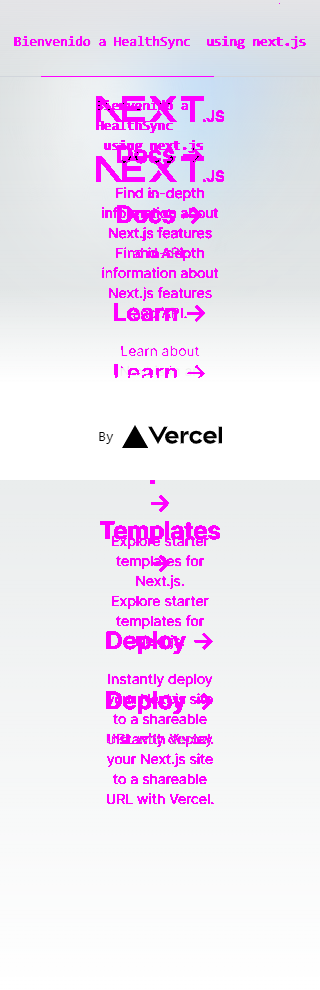 Bienvenido a HealthSync using next.js
NEXT.JS
Bienvenido a
HealthSync
using next.js
Docs →
NEXT.JS
Find in-depth
information about
Docs →
Next.js features
and API.
Find in-depth
information about
Next.js features
and API.
Learn →
Learn about
Learn →
By ▲Vercel
→
Templates
Explore starter
→
templates for
Next.js.
Explore starter
templates for
Next.js.
Deploy →
Instantly deploy
Deploy →
your Next.js site
to a shareable
URL with Vercel.
Instantly deploy
your Next.js site
to a shareable
URL with Vercel.